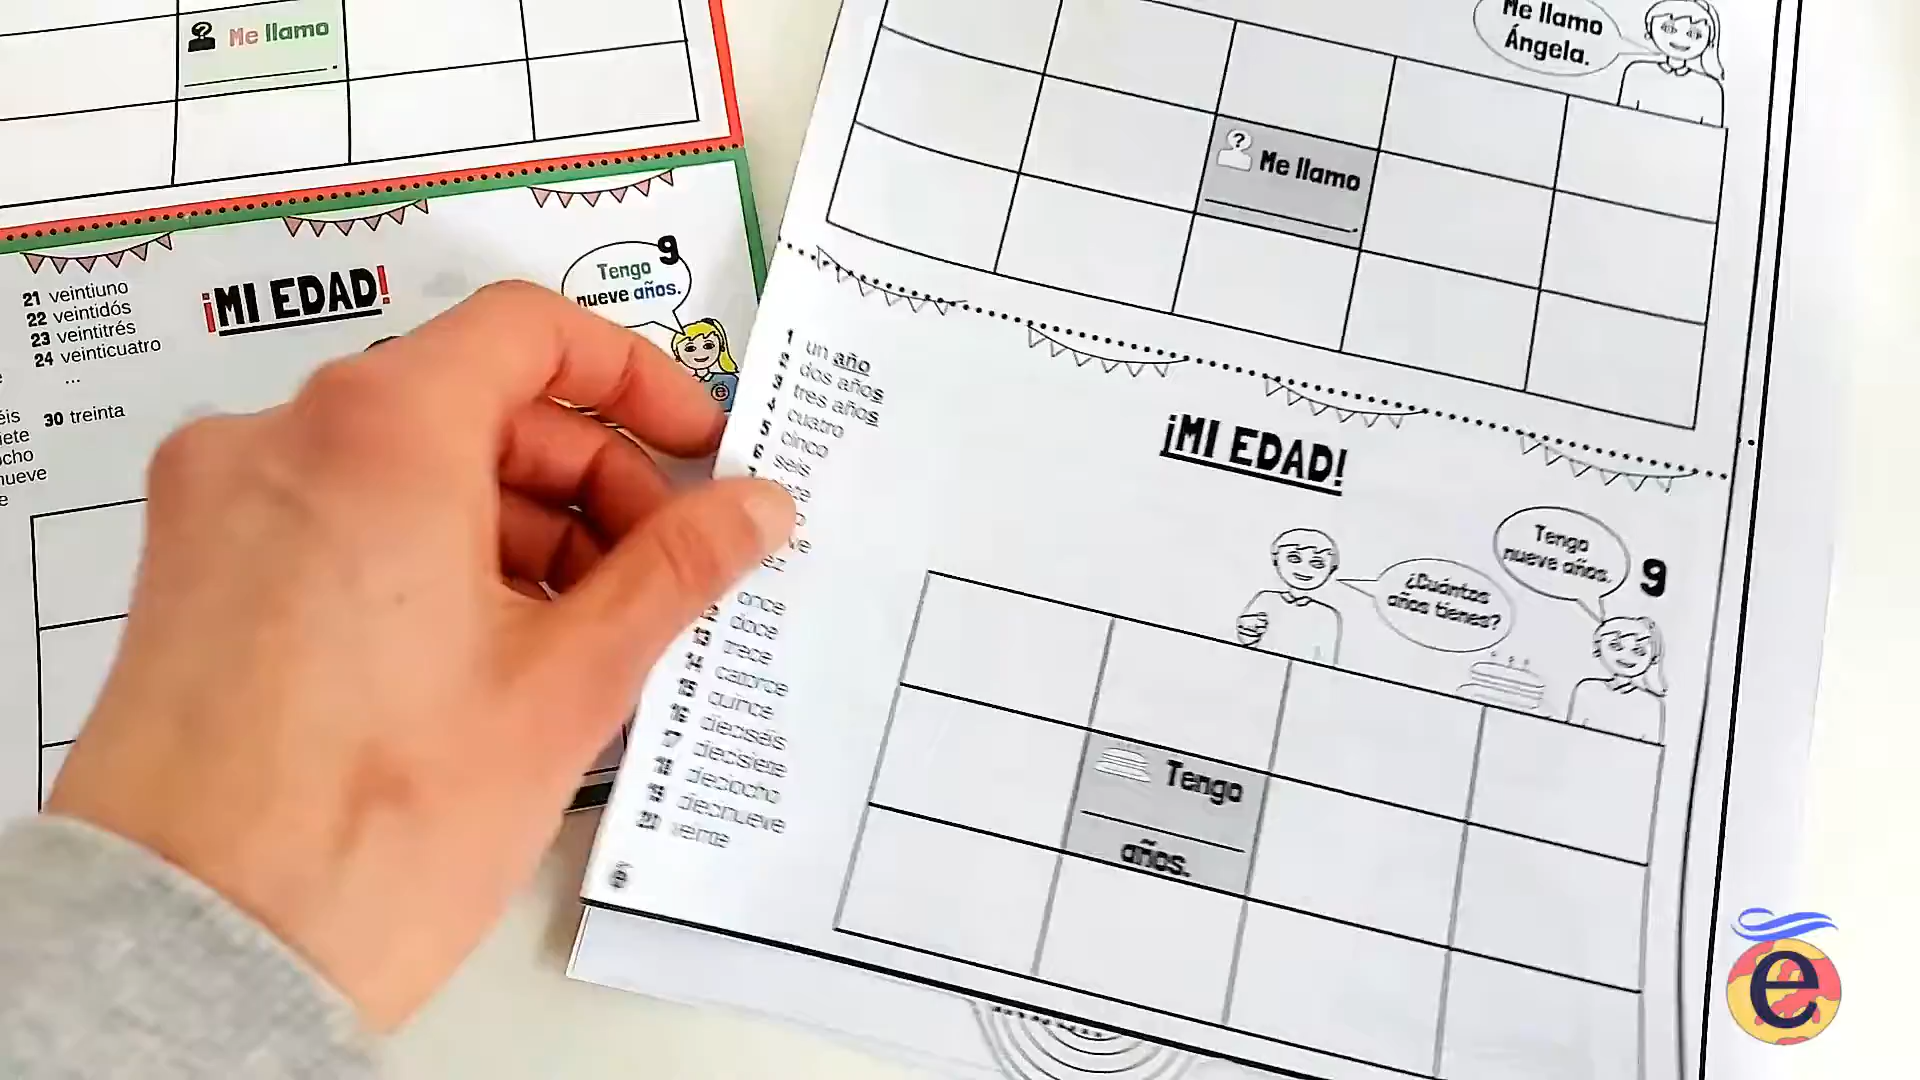 Me llamo
21 veintiuno
22 veintidós
23 veintitrés
24 veinticuatro
...
30 treinta
¡MI EDAD!
Tengo
nueve años.
9
Me llamo
Ángela.
Me llamo
1 un año
2 dos años
3 tres años
4 cuatro
5 cinco
6 seis
once
doce
13 trece
14 catorce
15 quince
16 dieciséis
17 diecisiete
18 dieciocho
19 diecinueve
20 veinte
¡MI EDAD!
¿Cuántos
años tienes?
Tengo
nueve años.
9
Tengo
años.
e